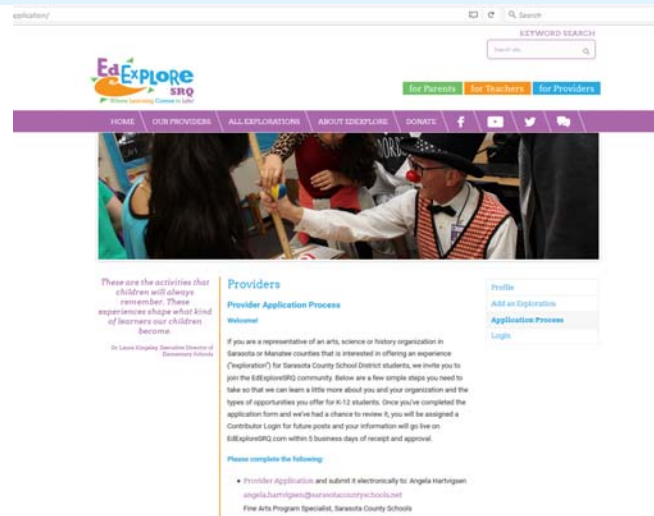 pplication/
Search
KEYWORD SEARCH
Search site..
EdExPLORe
SRQ
Where Learning Comes to Life!
for Parents
for Teachers
for Providers
HOME
OUR PROVIDERS
ALL EXPLORATIONS
ABOUT EDEXPLORE
DONATE
These are the activities that
children will always
remember. These
experiences shape what kind
of learners our children
become.
Dr. Laura Kingsley, Executive Director of
Elementary Schools
Providers
Provider Application Process
Welcome!
If you are a representative of an arts, science or history organization in
Sarasota or Manatee counties that is interested in offering an experience
("exploration") for Sarasota County School District students, we invite you to
join the EdExploreSRQ community. Below are a few simple steps you need to
take so that we can learn a little more about you and your organization and the
types of opportunities you offer for K-12 students. Once you've completed the
application form and we've had a chance to review it, you will be assigned a
Contributor Login for future posts and your information will go live on
EdExploreSRQ.com within 5 business days of receipt and approval.
Please complete the following:
• Provider Application and submit it electronically to: Angela Hartvigsen
angela.hartvigsen@sarasotacountyschools.net
Fine Arts Program Specialist, Sarasota County Schools
Profile
Add an Exploration
Application Process
Login